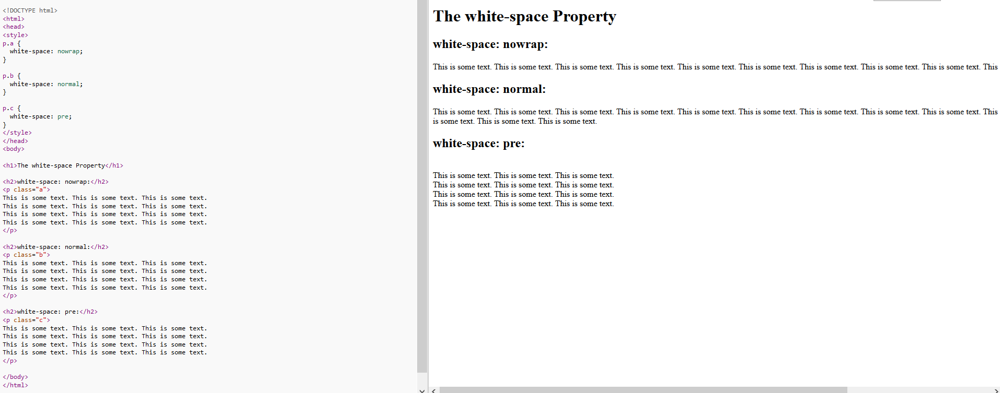 <!DOCTYPE html>
<html>
<head>
<style>
p.a {
  white-space: nowrap;
}

p.b {
  white-space: normal;
}

p.c {
  white-space: pre;
}
</style>
</head>
<body>

<h1>The white-space Property</h1>

<h2>white-space: nowrap:</h2>
<p class="a">
This is some text. This is some text. This is some text.
This is some text. This is some text. This is some text.
This is some text. This is some text. This is some text.
This is some text. This is some text. This is some text.
</p>

<h2>white-space: normal:</h2>
<p class="b">
This is some text. This is some text. This is some text.
This is some text. This is some text. This is some text.
This is some text. This is some text. This is some text.
This is some text. This is some text. This is some text.
</p>

<h2>white-space: pre:</h2>
<p class="c">
This is some text. This is some text. This is some text.
This is some text. This is some text. This is some text.
This is some text. This is some text. This is some text.
This is some text. This is some text. This is some text.
</p>

</body>
</html>
The white-space Property
white-space: nowrap:
This is some text. This is some text. This is some text. This is some text. This is some text. This is some text. This is some text. This is some text. This is some text. This
white-space: normal:
This is some text. This is some text. This is some text. This is some text. This is some text. This is some text. This is some text. This is some text. This is some text. This
is some text. This is some text. This is some text.
white-space: pre:
This is some text. This is some text. This is some text.
This is some text. This is some text. This is some text.
This is some text. This is some text. This is some text.
This is some text. This is some text. This is some text.